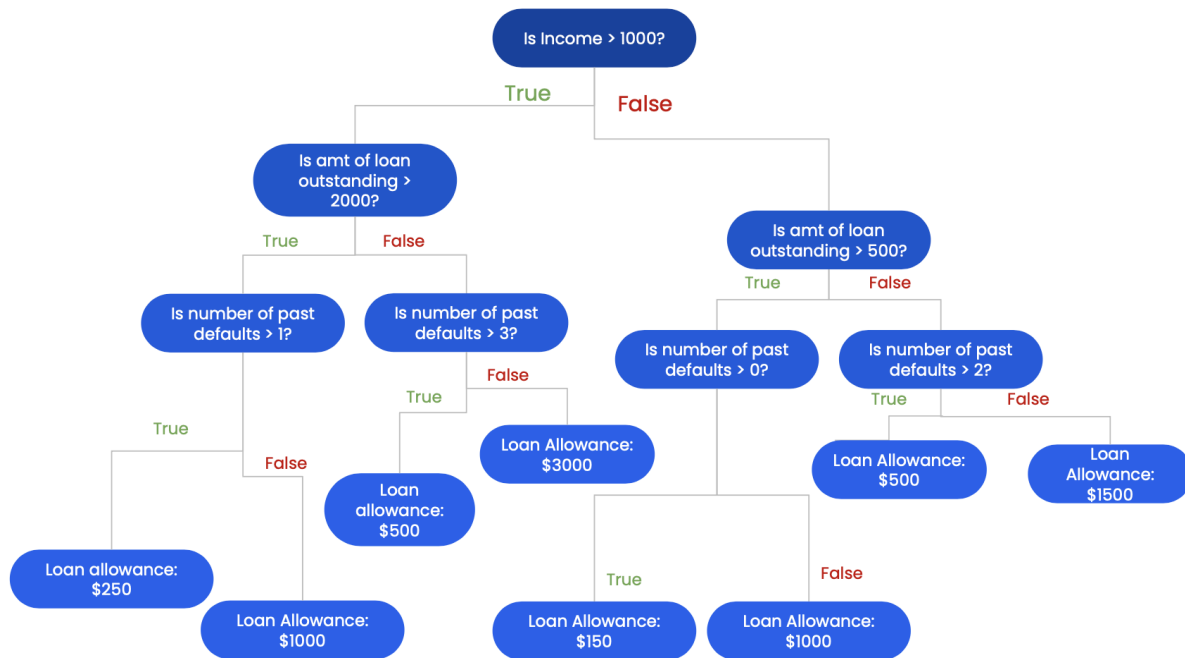 Is Income > 1000?
True
False
Is amt of loan
outstanding >
2000?
Is amt of loan
outstanding > 500?
True
False
True
False
Is number of past
defaults > 1?
Is number of past
defaults > 3?
Is number of past
defaults > 0?
Is number of past
defaults > 2?
True
False
True
False
True
False
Loan allowance:
$250
Loan Allowance:
$1000
Loan
allowance:
$500
Loan Allowance:
$3000
True
False
Loan Allowance:
$150
Loan Allowance:
$1000
Loan Allowance:
$500
Loan
Allowance:
$1500